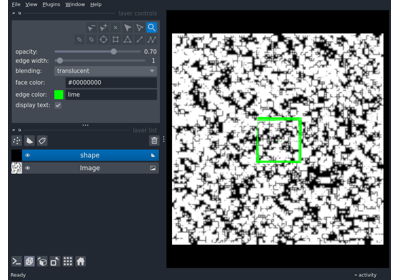 File View Plugins Window Help
layer controls
opacity: 0.70
edge width: 1
blending: translucent
face color: #00000000
edge color: lime
display text:
layer list
shape
Image
Ready
activity